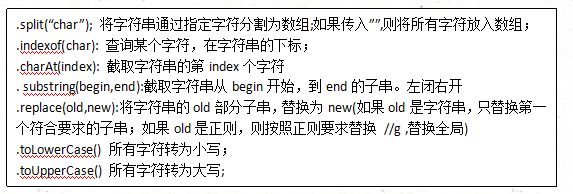 .split(“char”); 将字符串通过指定字符分割为数组;如果传入””,则将所有字符放入数组；
.indexof(char): 查询某个字符，在字符串的下标；
.charAt(index): 截取字符串的第 index 个字符
. substring(begin,end):截取字符串从 begin 开始，到 end 的子串。左闭右开
.replace(old,new):将字符串的 old 部分子串，替换为 new(如果 old 是字符串，只替换第一
个符合要求的子串；如果 old 是正则，则按照正则要求替换 //g ,替换全局)
.toLowerCase() 所有字符转为小写；
.toUpperCase() 所有字符转为大写;